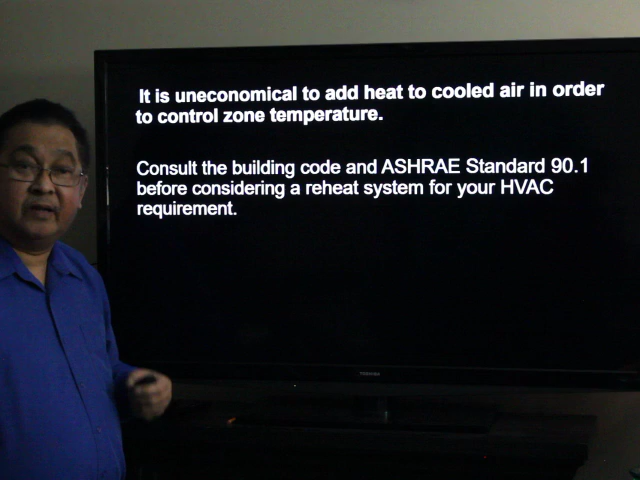 It is uneconomical to add heat to cooled air in order
to control zone temperature.
Consult the building code and ASHRAE Standard 90.1
before considering a reheat system for your HVAC
requirement.
TOSHIBA